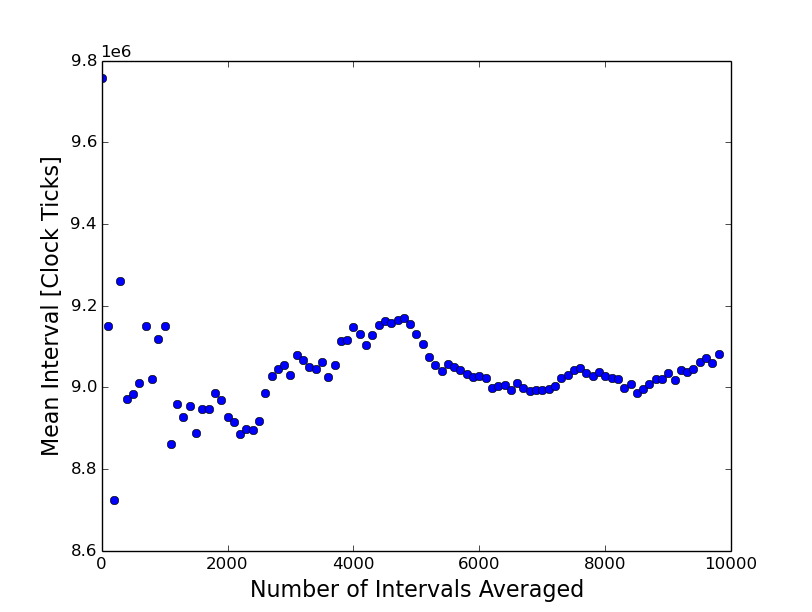 1e6
9.8
9.6
9.4
9.2
9.0
8.8
8.6
Mean Interval [Clock Ticks]
0 2000 4000 6000 8000 10000
Number of Intervals Averaged